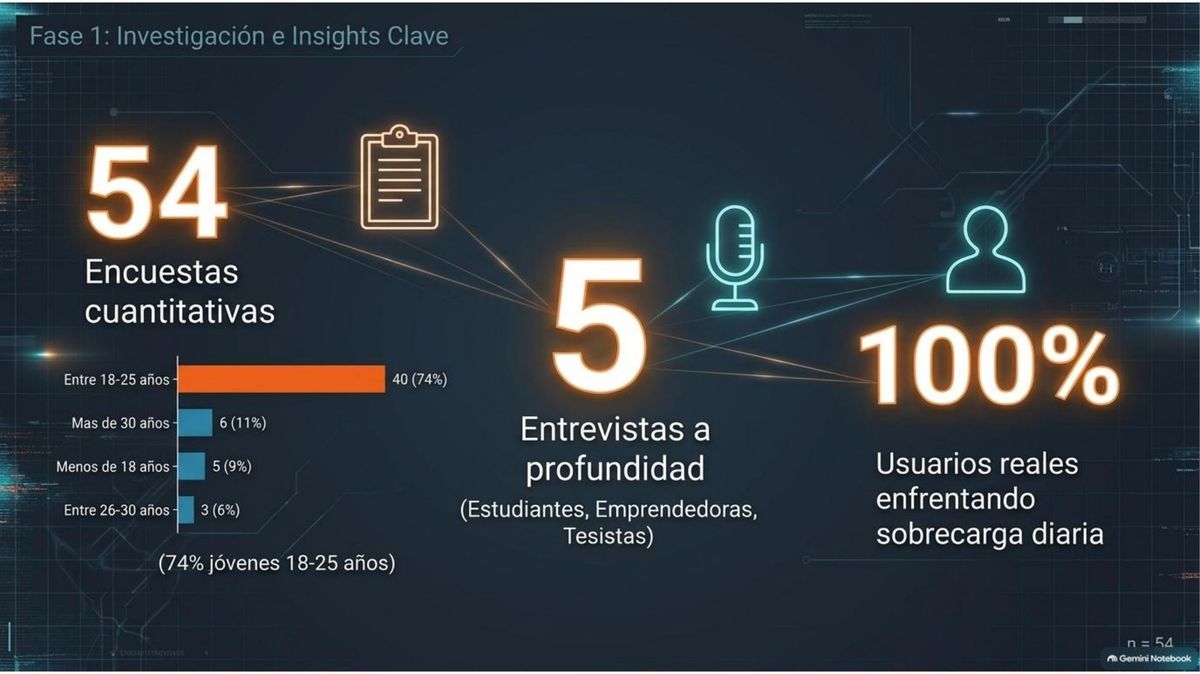 Fase 1: Investigación e Insights Clave
54
Encuestas
cuantitativas
Entre 18-25 años
40 (74%)
Mas de 30 años
6 (11%)
Menos de 18 años
5 (9%)
Entre 26-30 años
3 (6%)
(74% jóvenes 18-25 años)
5
Entrevistas a
profundidad
(Estudiantes, Emprendedoras,
Tesistas)
100%
Usuarios reales
enfrentando
sobrecarga diaria
n = 54
Gemini Notebook